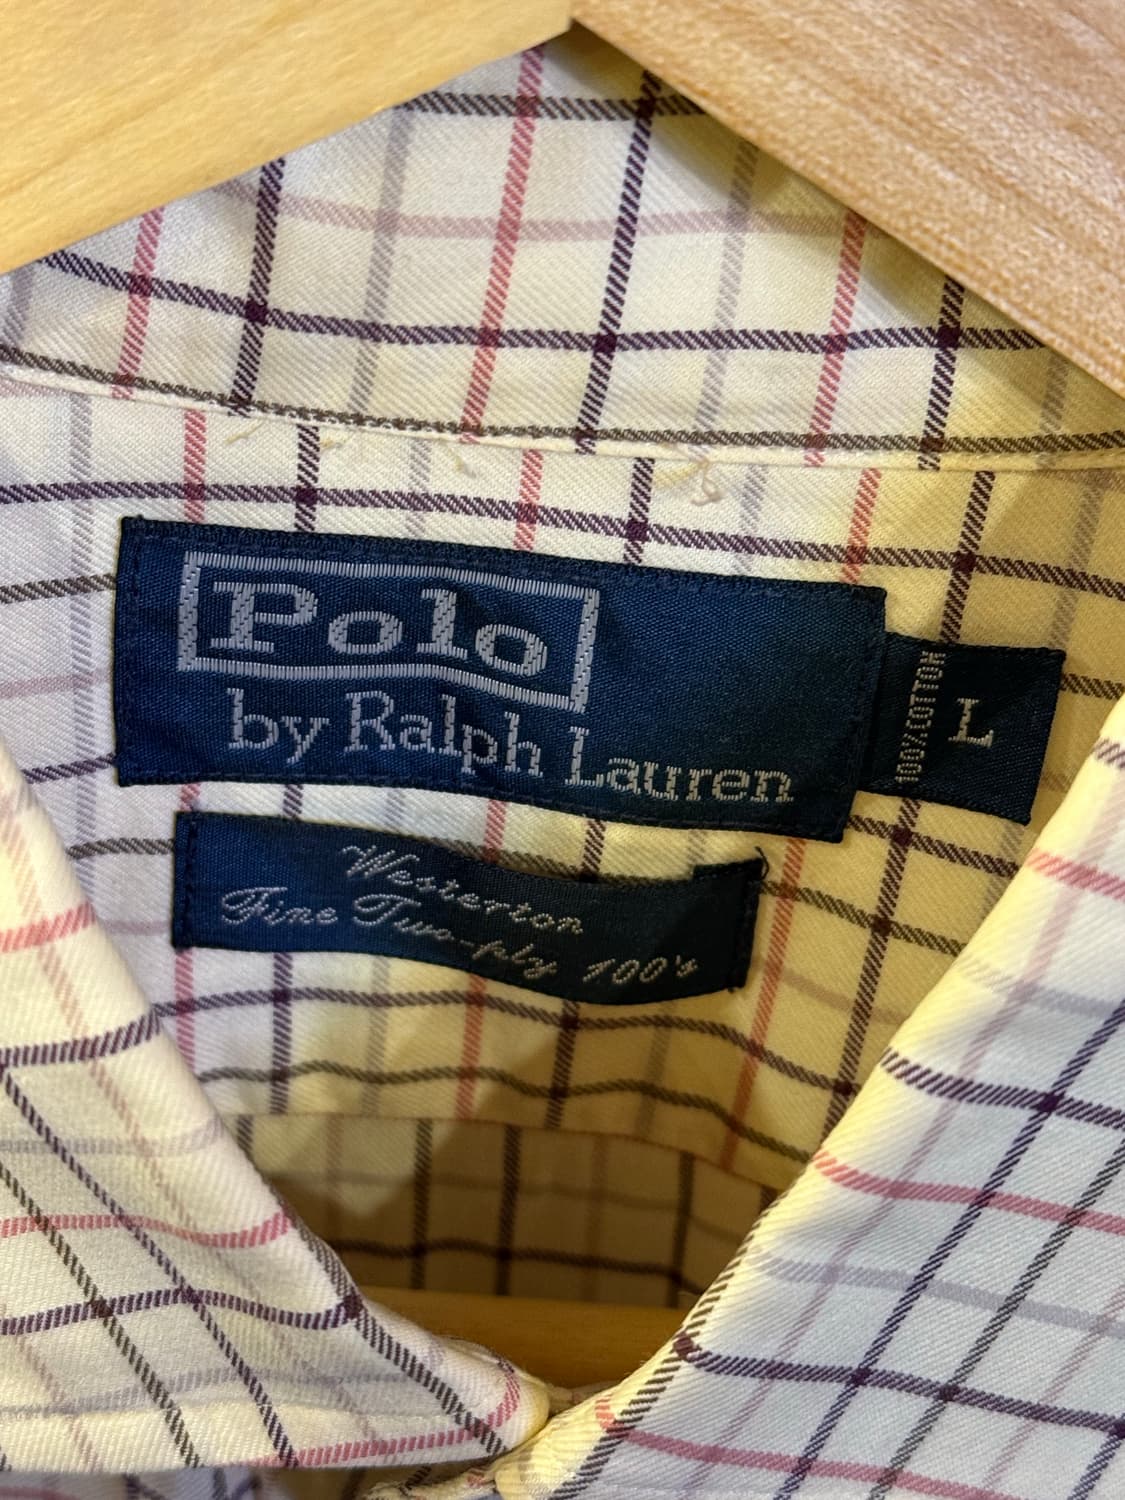 Polo
by Ralph Lauren
100% COTTON
L
Westerton
Fine Two-ply 100's